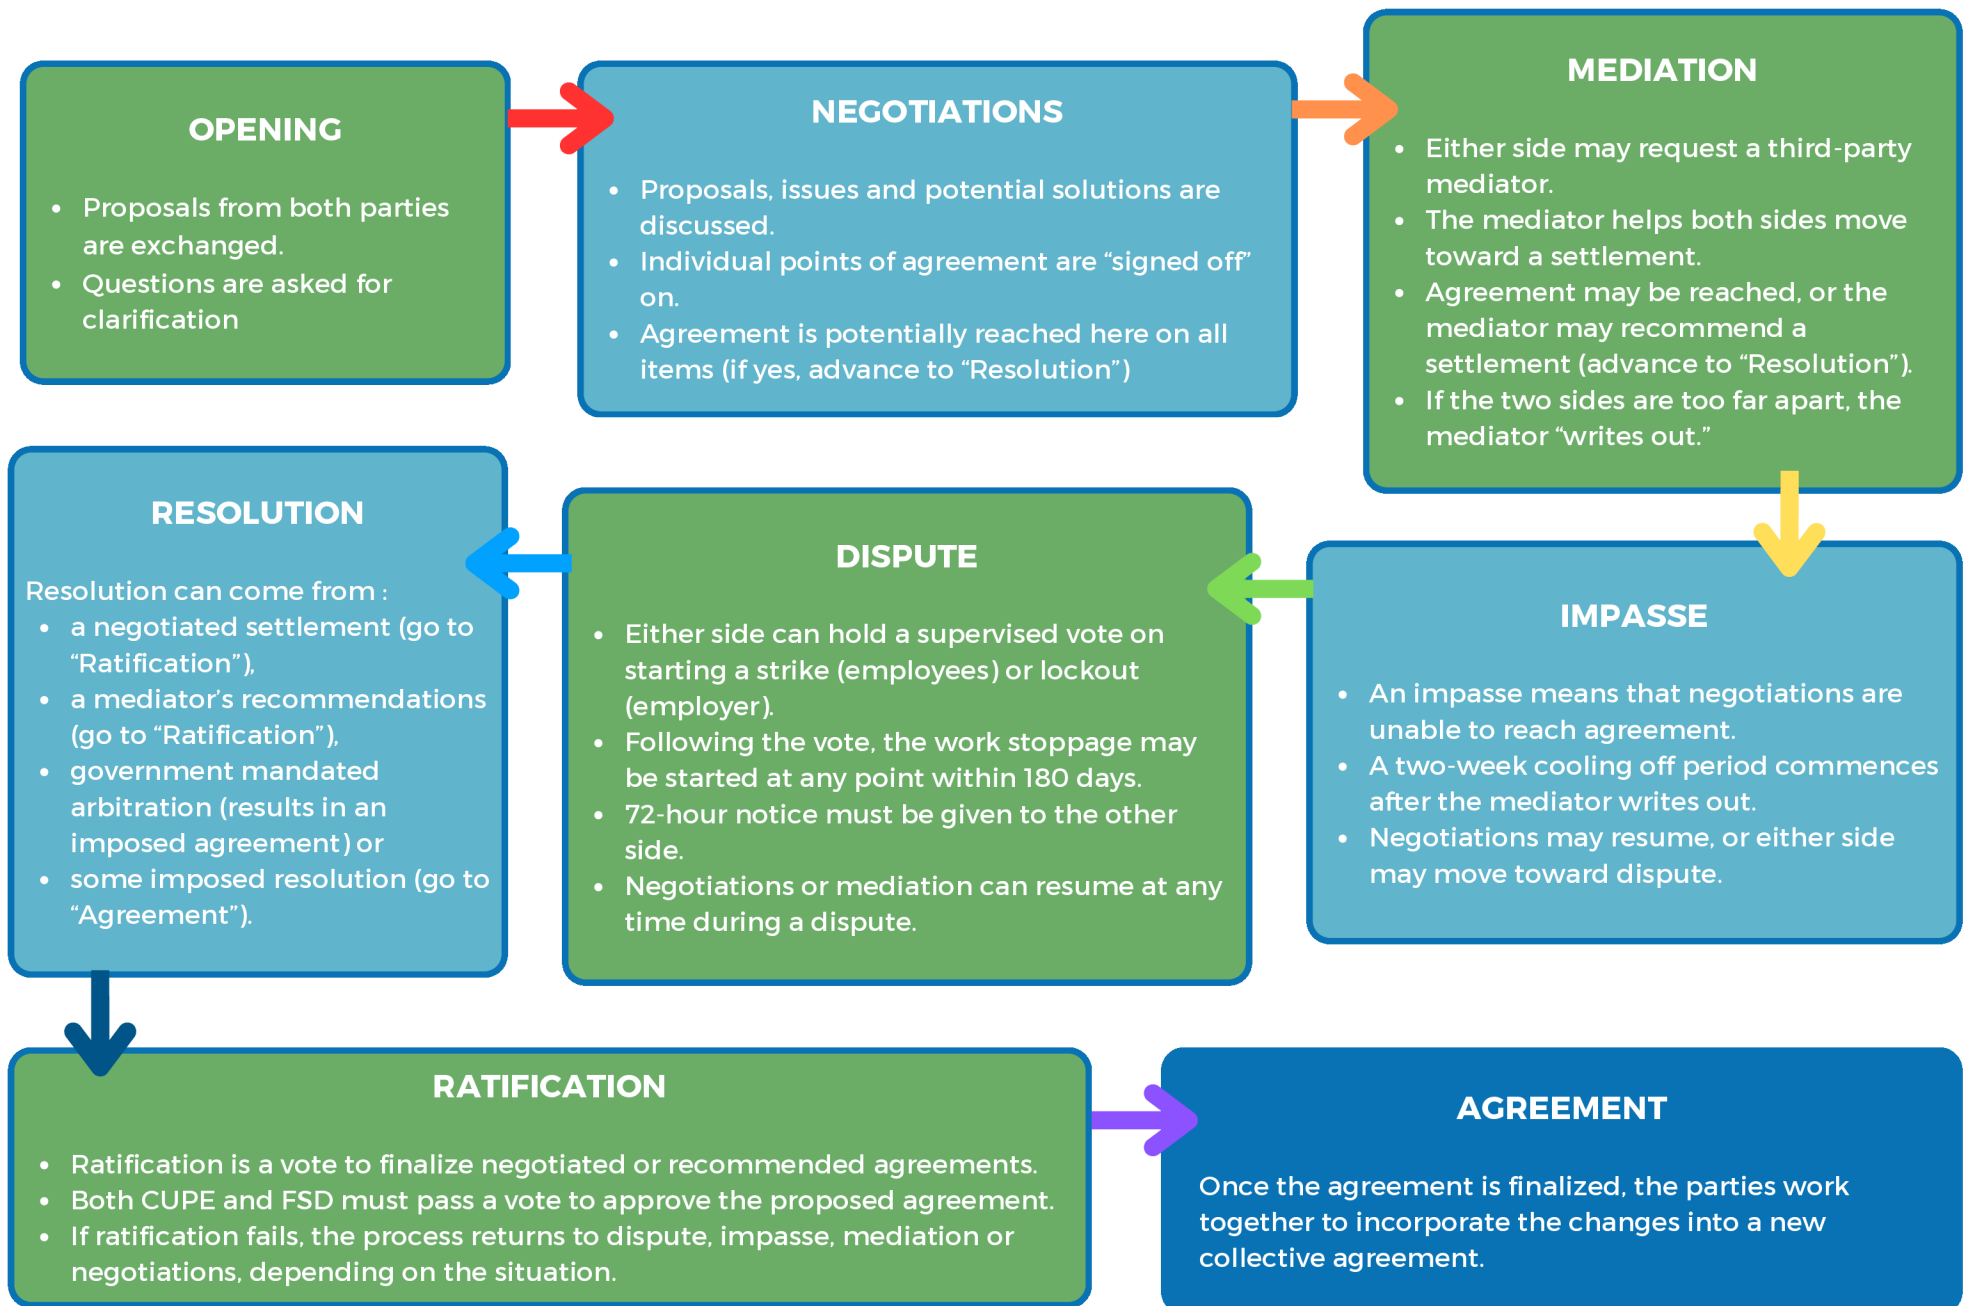 OPENING
• Proposals from both parties
are exchanged.
• Questions are asked for
clarification
NEGOTIATIONS
• Proposals, issues and potential solutions are
discussed.
• Individual points of agreement are “signed off”
on.
• Agreement is potentially reached here on all
items (if yes, advance to “Resolution”)
MEDIATION
• Either side may request a third-party
mediator.
• The mediator helps both sides move
toward a settlement.
• Agreement may be reached, or the
mediator may recommend a
settlement (advance to “Resolution”).
• If the two sides are too far apart, the
mediator “writes out.”
IMPASSE
• An impasse means that negotiations are
unable to reach agreement.
• A two-week cooling off period commences
after the mediator writes out.
• Negotiations may resume, or either side
may move toward dispute.
DISPUTE
• Either side can hold a supervised vote on
starting a strike (employees) or lockout
(employer).
• Following the vote, the work stoppage may
be started at any point within 180 days.
• 72-hour notice must be given to the other
side.
• Negotiations or mediation can resume at any
time during a dispute.
RESOLUTION
Resolution can come from :
• a negotiated settlement (go to
“Ratification”),
• a mediator’s recommendations
(go to “Ratification”),
• government mandated
arbitration (results in an
imposed agreement) or
• some imposed resolution (go to
“Agreement”).
RATIFICATION
• Ratification is a vote to finalize negotiated or recommended agreements.
• Both CUPE and FSD must pass a vote to approve the proposed agreement.
• If ratification fails, the process returns to dispute, impasse, mediation or
negotiations, depending on the situation.
AGREEMENT
Once the agreement is finalized, the parties work
together to incorporate the changes into a new
collective agreement.